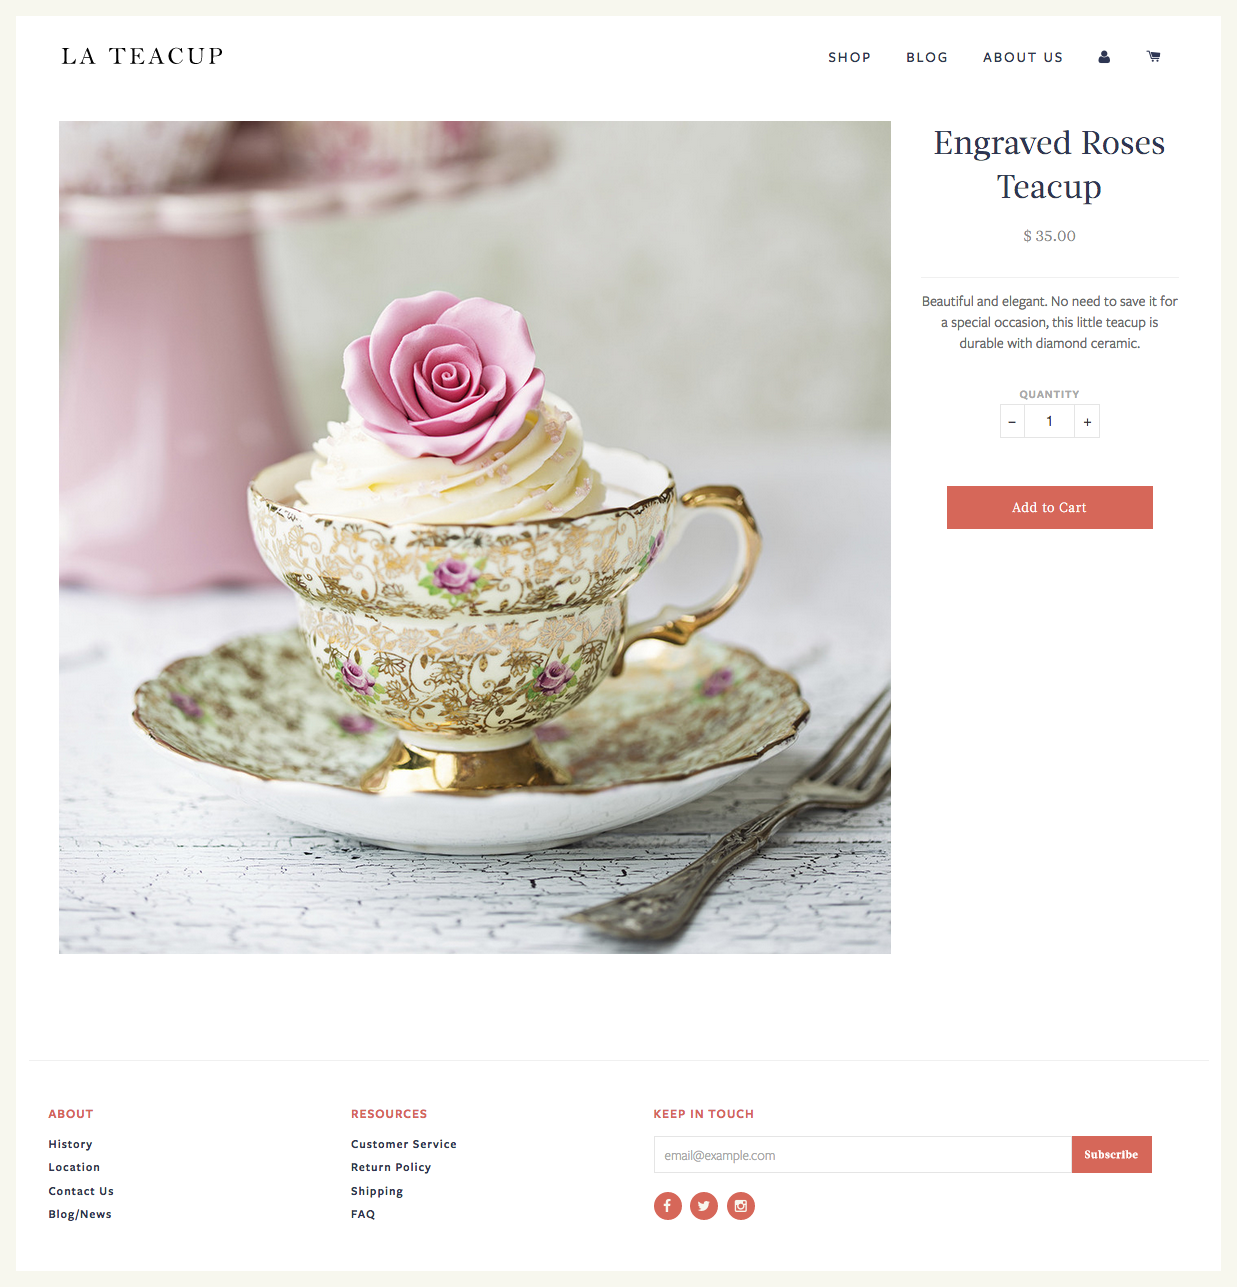 LA TEACUP
SHOP BLOG ABOUT US
Engraved Roses
Teacup
$ 35.00
Beautiful and elegant. No need to save it for
a special occasion, this little teacup is
durable with diamond ceramic.
QUANTITY
- 1 +
Add to Cart
ABOUT
History
Location
Contact Us
Blog/News
RESOURCES
Customer Service
Return Policy
Shipping
FAQ
KEEP IN TOUCH
email@example.com
Subscribe